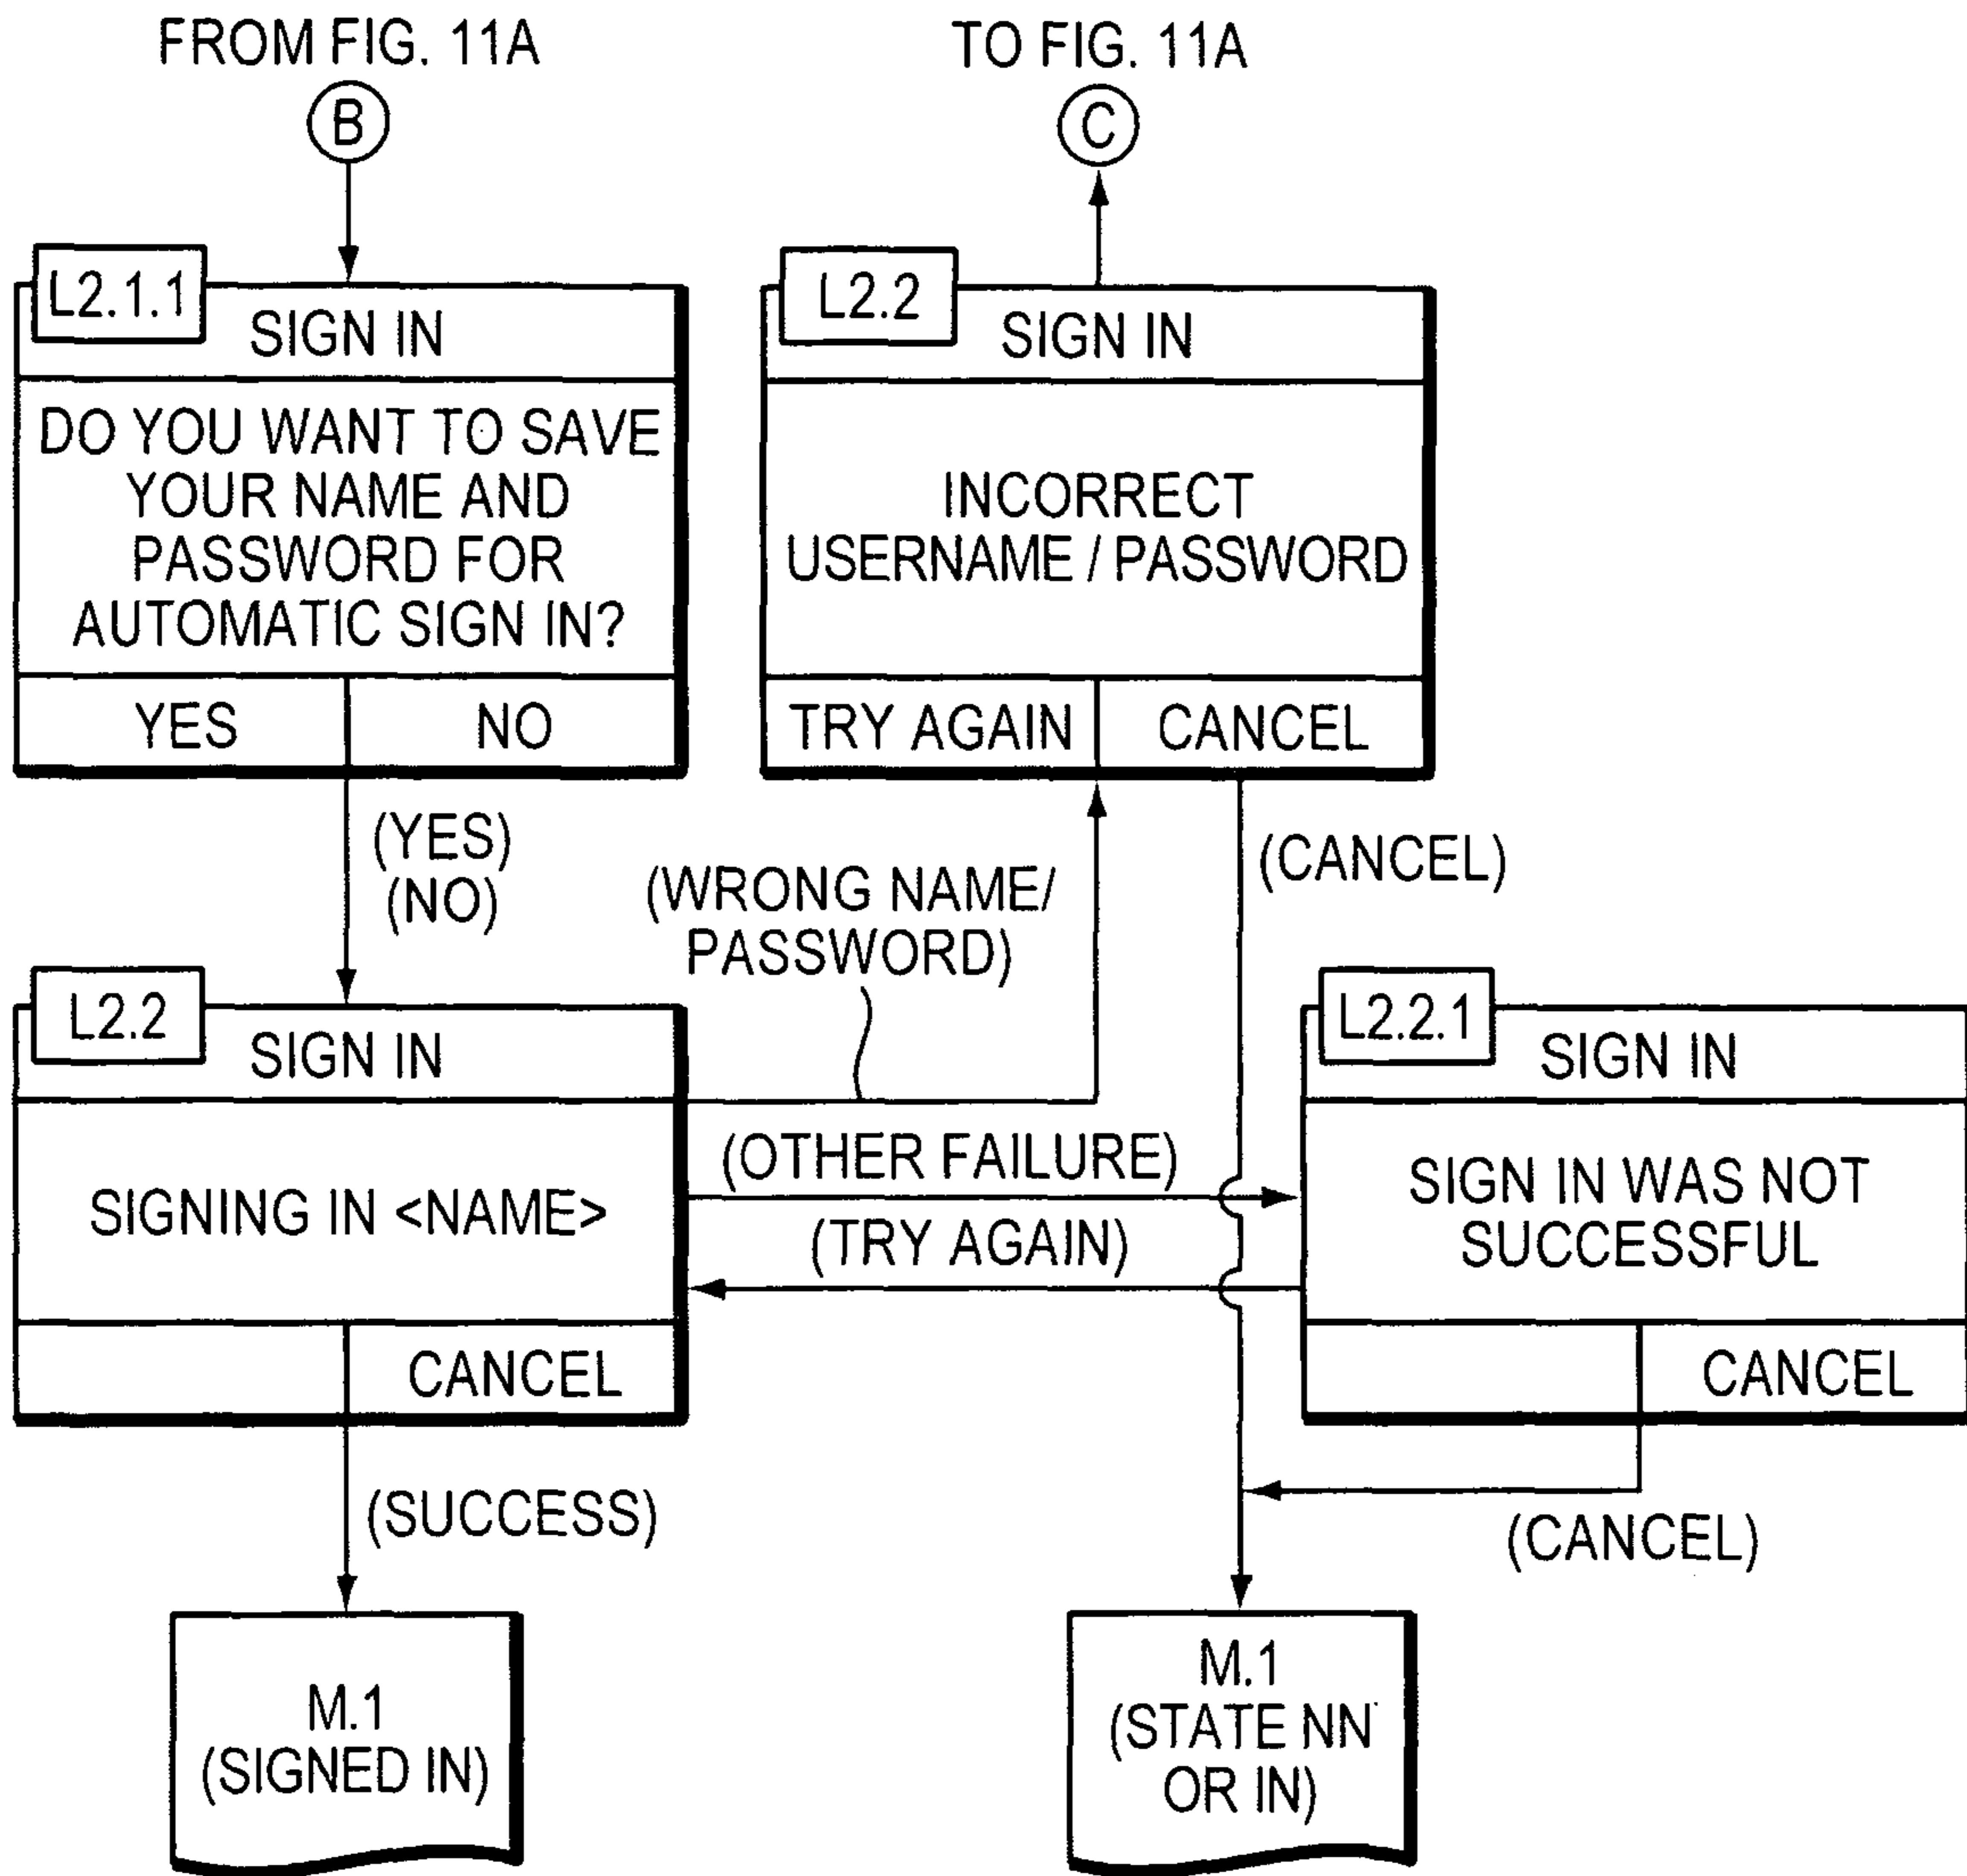 FROM FIG. 11A
B
TO FIG. 11A
C
L2.1.1
SIGN IN
DO YOU WANT TO SAVE
YOUR NAME AND
PASSWORD FOR
AUTOMATIC SIGN IN?
YES
NO
L2.2
SIGN IN
INCORRECT
USERNAME / PASSWORD
TRY AGAIN
CANCEL
(YES)
(NO)
(WRONG NAME/
PASSWORD)
(CANCEL)
L2.2
SIGN IN
SIGNING IN <NAME>
CANCEL
(OTHER FAILURE)
(TRY AGAIN)
L2.2.1
SIGN IN
SIGN IN WAS NOT
SUCCESSFUL
CANCEL
(SUCCESS)
(CANCEL)
M.1
(SIGNED IN)
M.1
(STATE NN
OR IN)